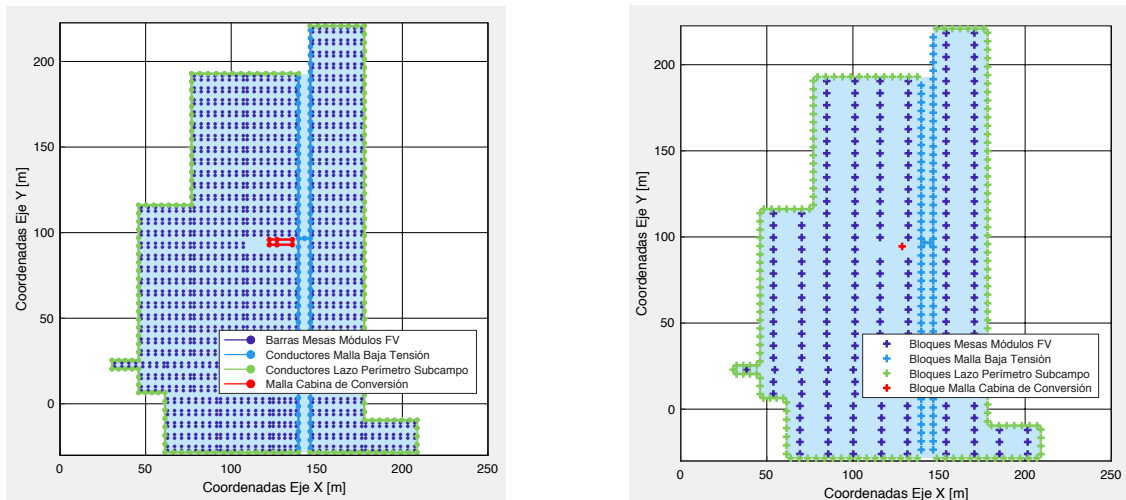 200
150
100
50
0
Coordenadas Eje Y [m]
Barras Mesas Módulos FV
Conductores Malla Baja Tensión
Conductores Lazo Perímetro Subcampo
Malla Cabina de Conversión
0 50 100 150 200 250
Coordenadas Eje X [m]
200
150
100
50
0
Coordenadas Eje Y [m]
Bloques Mesas Módulos FV
Bloques Malla Baja Tensión
Bloques Lazo Perímetro Subcampo
Bloque Malla Cabina de Conversión
0 50 100 150 200 250
Coordenadas Eje X [m]